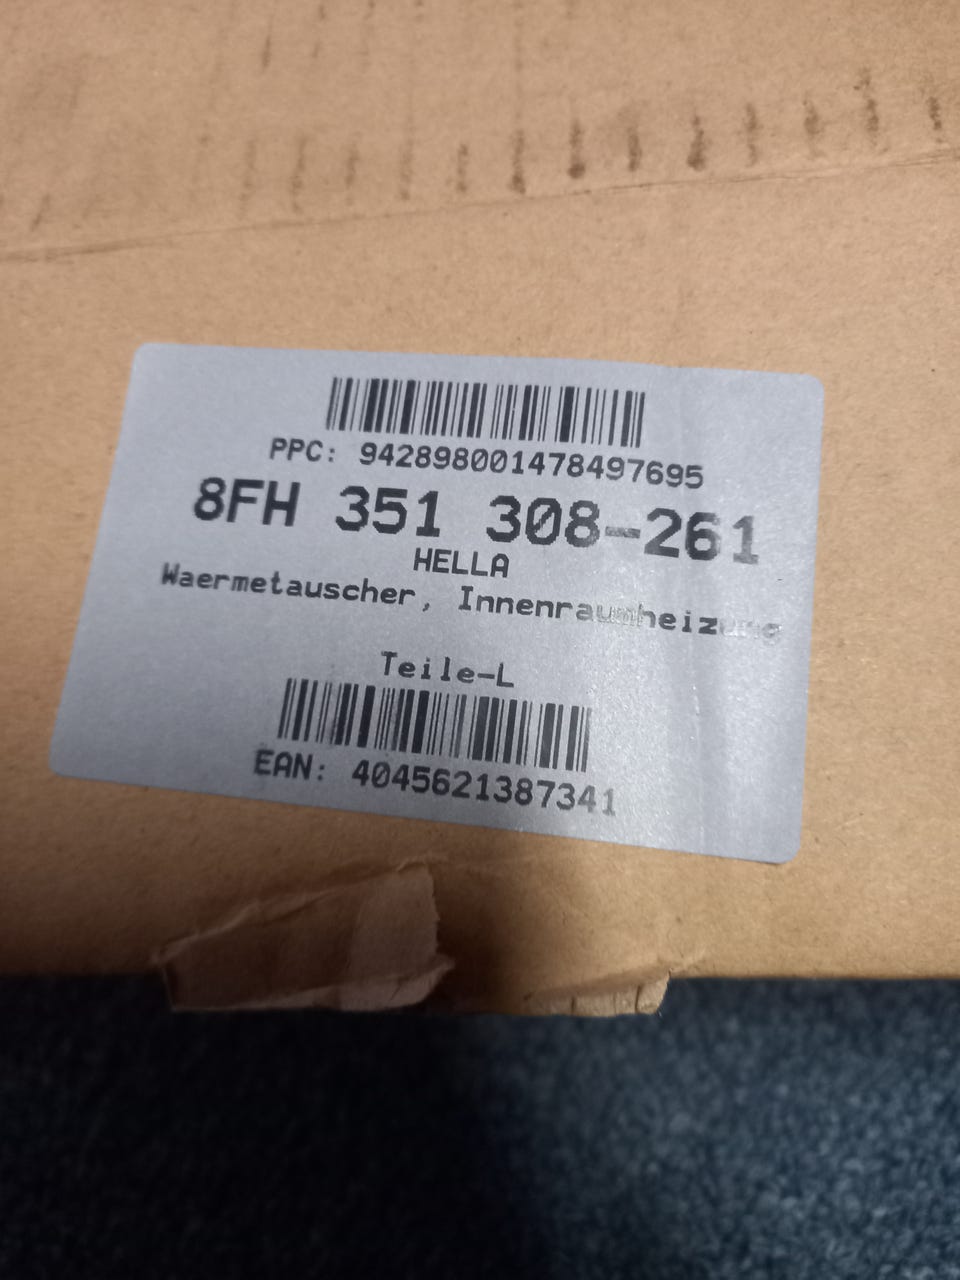 PPC: 942898001478497695
8FH 351 308-261
HELLA
Waermetauscher, Innenraumheizung
Teile-L
EAN: 4045621387341